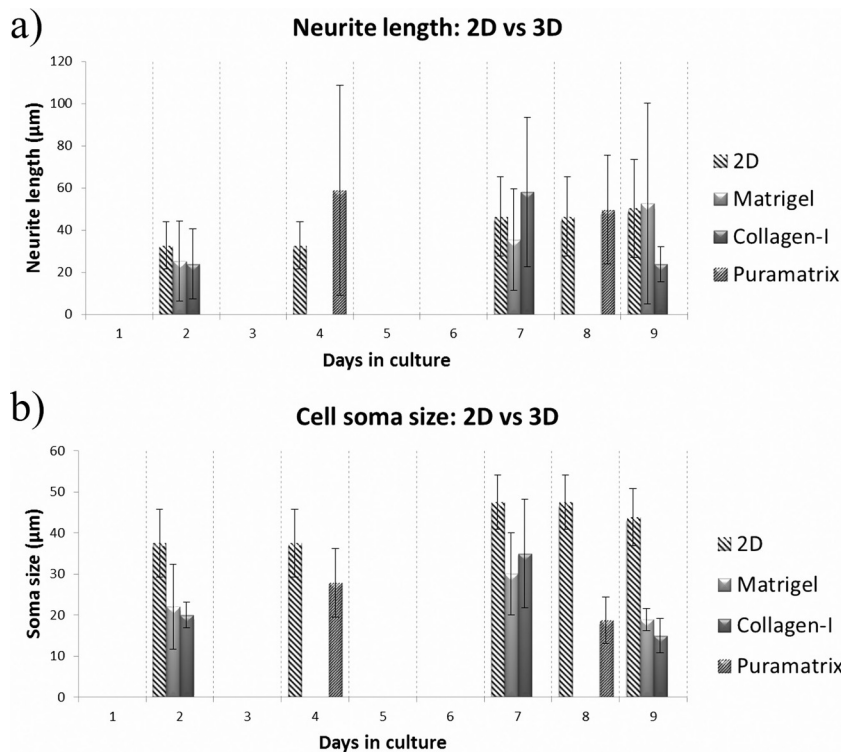 a)
Neurite length: 2D vs 3D
Neurite length (µm)
120
100
80
60
40
20
0
1 2 3 4 5 6 7 8 9
Days in culture
2D
Matrigel
Collagen-I
Puramatrix
b)
Cell soma size: 2D vs 3D
Soma size (µm)
60
50
40
30
20
10
0
1 2 3 4 5 6 7 8 9
Days in culture
2D
Matrigel
Collagen-I
Puramatrix